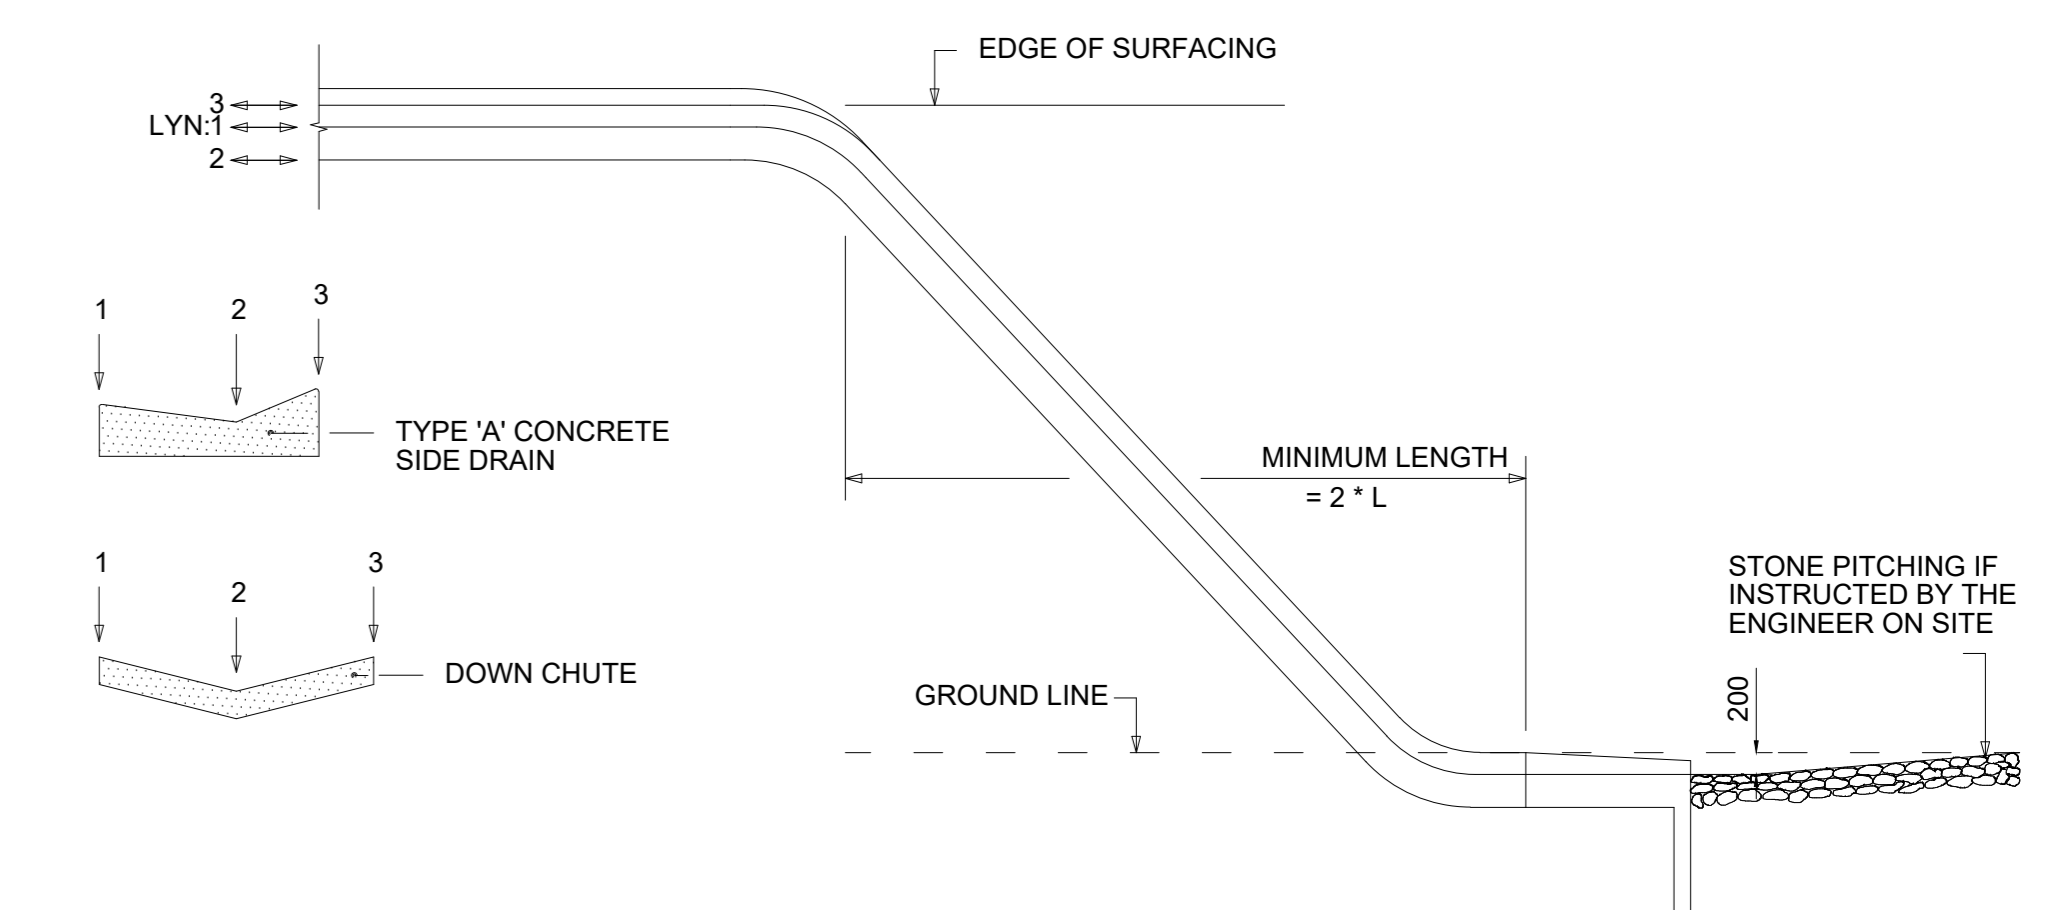 EDGE OF SURFACING
3
LYN:1
2
1
2
3
TYPE 'A' CONCRETE
SIDE DRAIN
MINIMUM LENGTH
= 2 * L
1
2
3
DOWN CHUTE
GROUND LINE
STONE PITCHING IF
INSTRUCTED BY THE
ENGINEER ON SITE
200